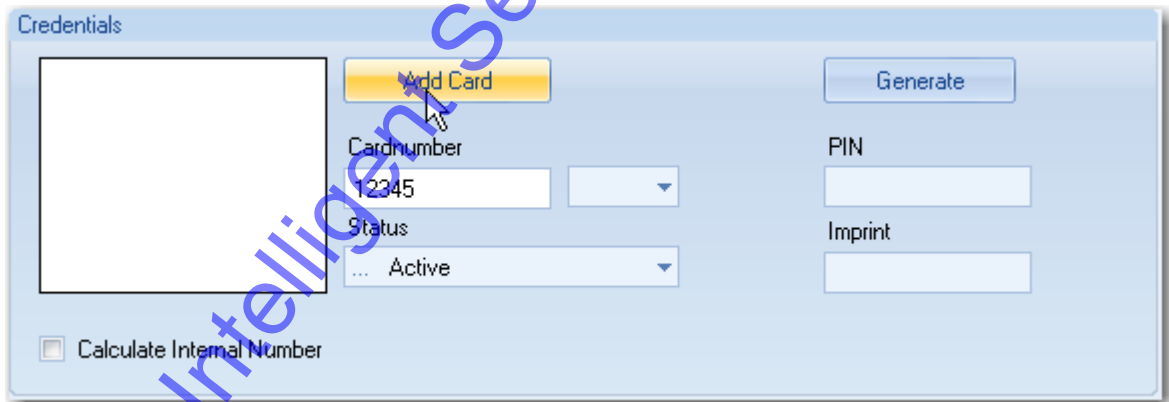 Credentials
Add Card
Generate
Cardnumber
PIN
12345
Status
Imprint
... Active
Calculate Internal Number
Intelligent Se